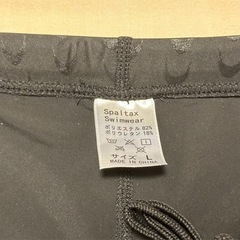 Spaltax
Swimwear
ポリエステル 82%
ポリウレタン 18%
サイズ L
MADE IN CHINA